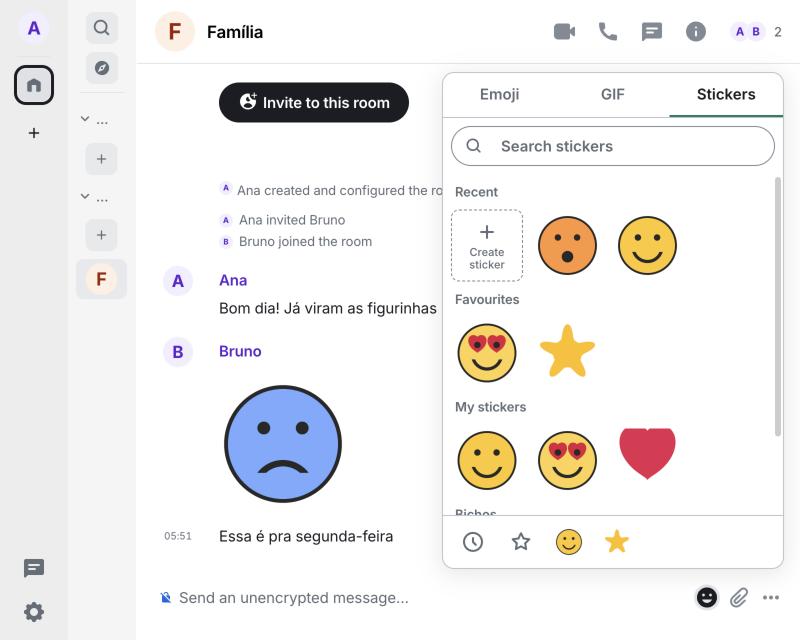 A
F
Família
A B 2
...
...
F
Invite to this room
A Ana created and configured the ro
A Ana invited Bruno
B Bruno joined the room
A Ana
Bom dia! Já viram as figurinhas
B Bruno
05:51 Essa é pra segunda-feira
Send an unencrypted message...
Emoji GIF Stickers
Search stickers
Recent
Create
sticker
Favourites
My stickers
Bichos